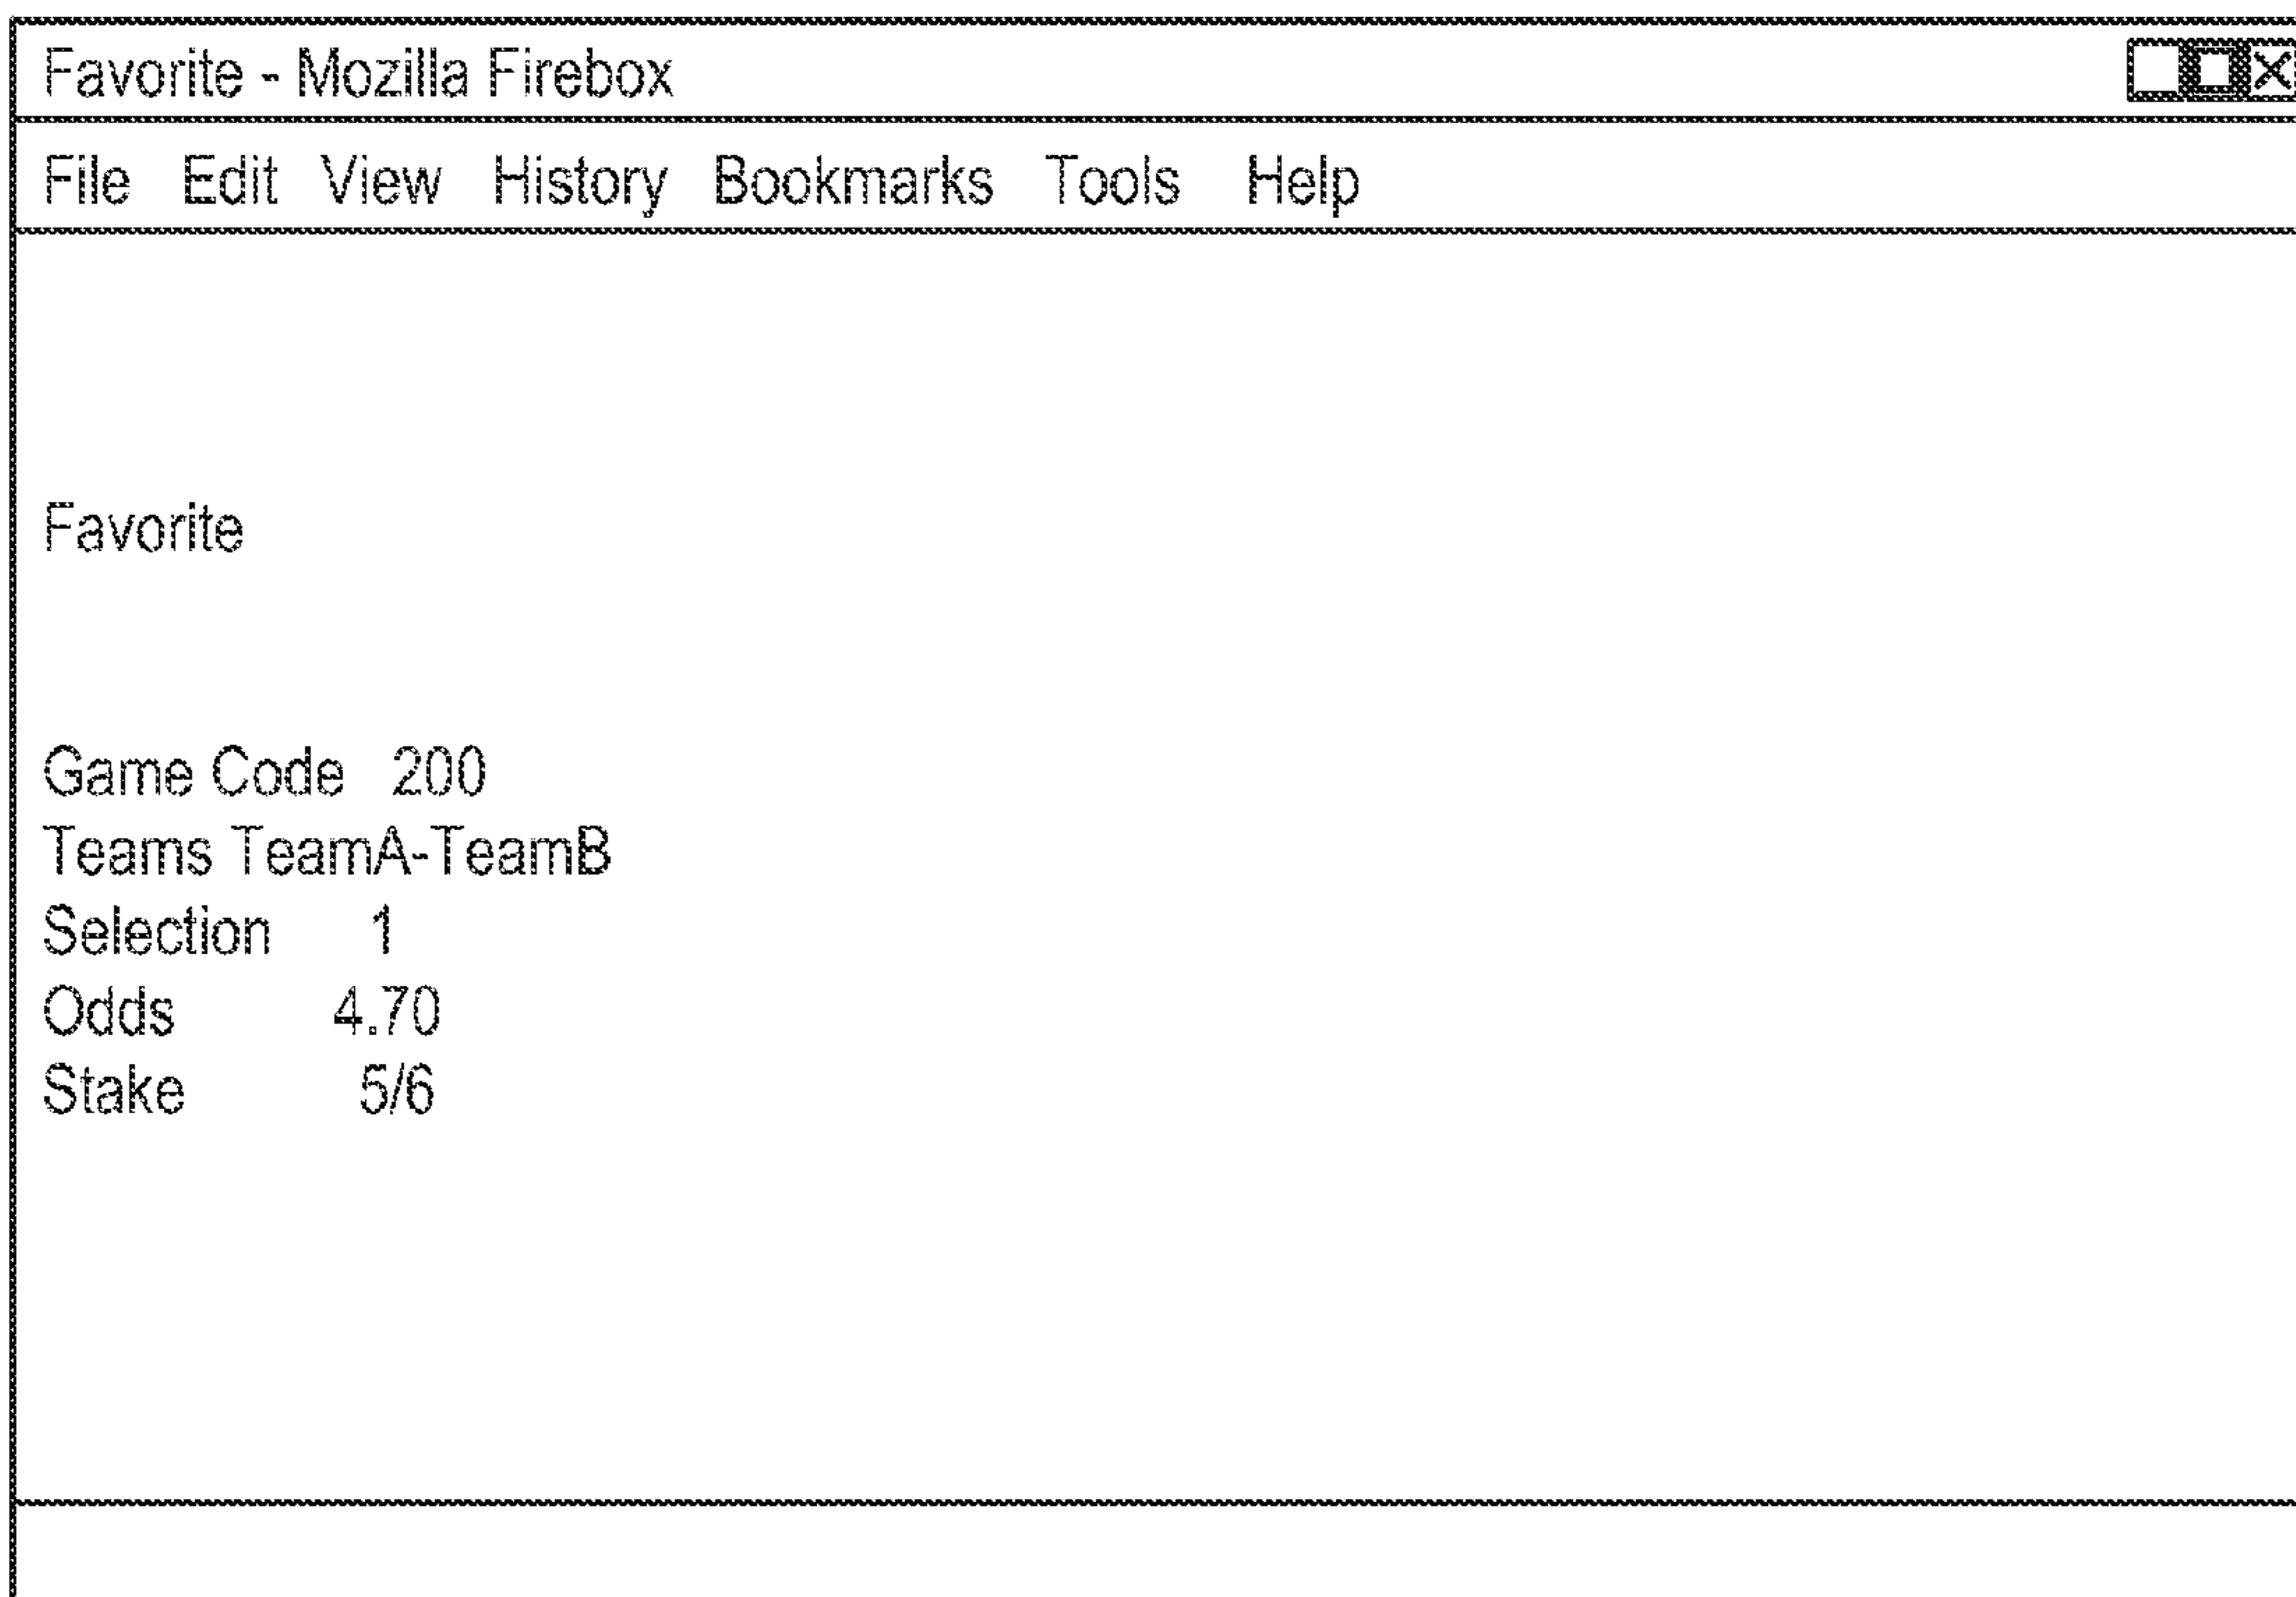 Favorite - Mozilla Firebox
File Edit View History Bookmarks Tools Help
Favorite
Game Code 200
Teams TeamA-TeamB
Selection 1
Odds 4.70
Stake 5/6